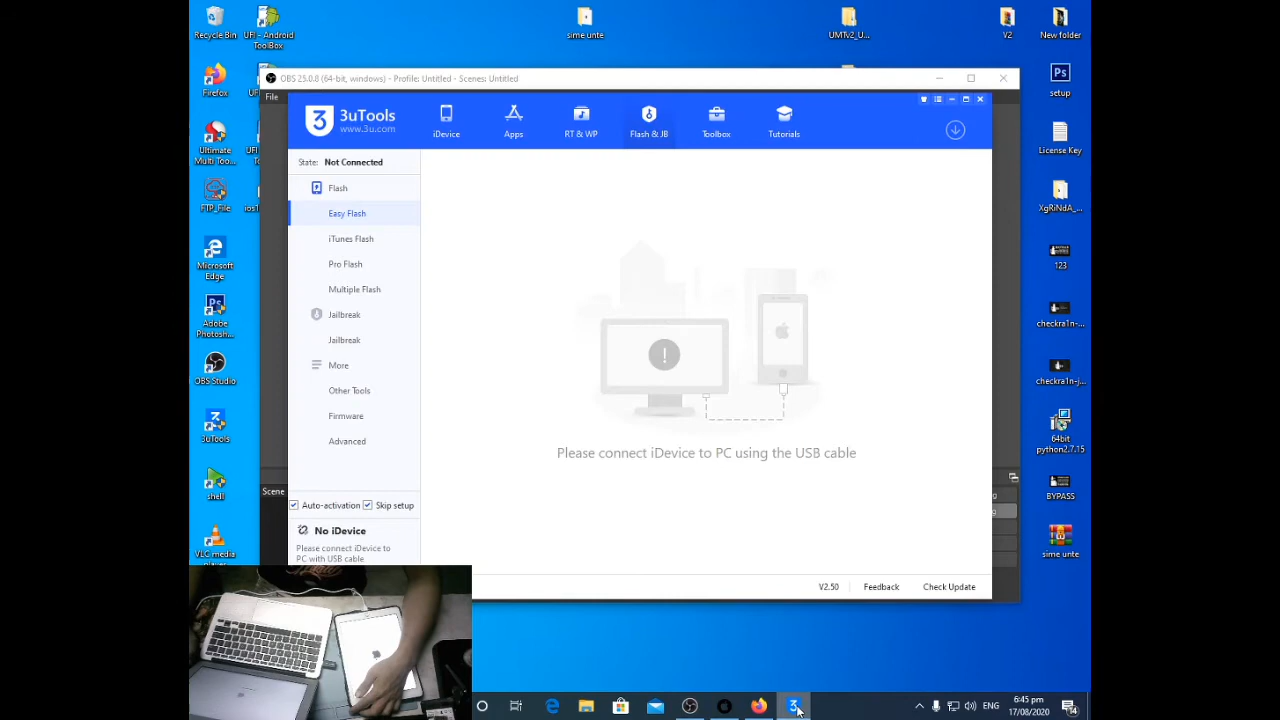 Recycle Bin
UFI - Android
ToolBox
sime unte
UMTv2_U...
V2
New folder
OBS 25.0.8 (64-bit, windows) - Profile: Untitled - Scenes: Untitled
Firefox
File
setup
3uTools
www.3u.com
iDevice
Apps
RT & WP
Flash & JB
Toolbox
Tutorials
Ultimate
Multi Too...
License Key
State: Not Connected
Flash
FTP_File
Easy Flash
XgRiNdA_...
iTunes Flash
Microsoft
Edge
Pro Flash
123
Multiple Flash
Jailbreak
Adobe
Photosh...
checkra1n-...
Jailbreak
More
OBS Studio
Other Tools
checkra1n-j...
Firmware
3uTools
Advanced
64bit
python2.7.15
Please connect iDevice to PC using the USB cable
Scene
shell
BYPASS
Auto-activation
Skip setup
No iDevice
Please connect iDevice to
PC with USB cable
VLC media
sime unte
V2.50
Feedback
Check Update
ENG
6:45 pm
17/08/2020
14